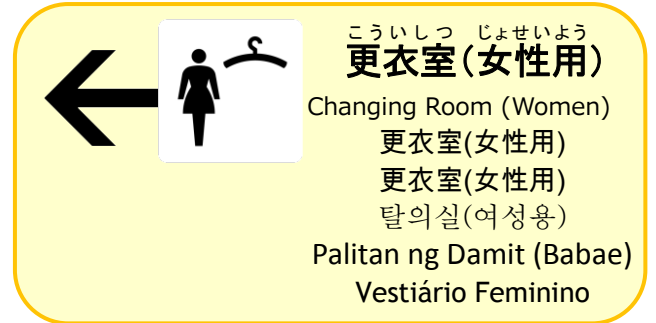 こういしつ じょせいよう
更衣室(女性用)
Changing Room (Women)
更衣室(女性用)
更衣室(女性用)
탈의실(여성용)
Palitan ng Damit (Babae)
Vestiário Feminino